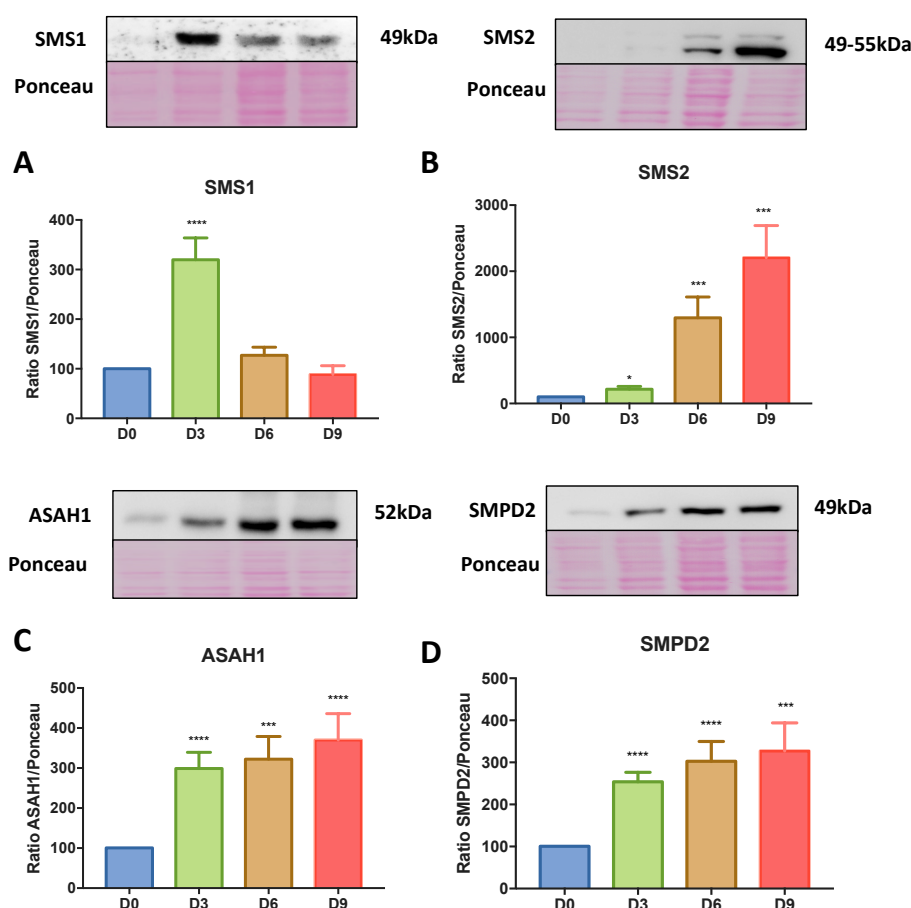 SMS1 49kDa
Ponceau
SMS2 49-55kDa
Ponceau
A
SMS1
Ratio SMS1/Ponceau
400
300
200
100
0
****
D0 D3 D6 D9
B
SMS2
Ratio SMS2/Ponceau
3000
2000
1000
0
*
***
***
D0 D3 D6 D9
ASAH1 52kDa
Ponceau
SMPD2 49kDa
Ponceau
C
ASAH1
Ratio ASAH1/Ponceau
500
400
300
200
100
0
****
***
****
D0 D3 D6 D9
D
SMPD2
Ratio SMPD2/Ponceau
500
400
300
200
100
0
****
****
***
D0 D3 D6 D9